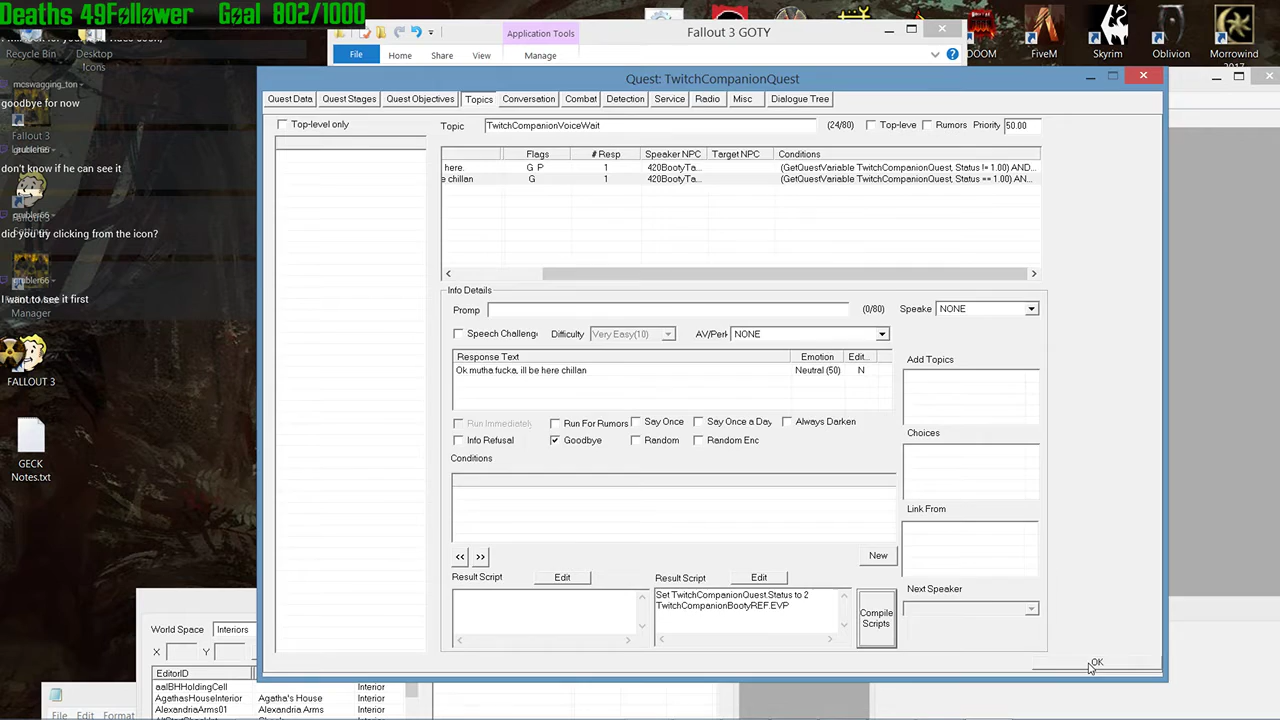 Deaths 49Follower Goal 802/1000
Recycle Bin
Desktop Icons
mcswagging_ton
goodbye for now
Fallout 3
grubler66
don't know if he can see it
grubler66
did you try clicking from the icon?
grubler66
I want to see it first
Manager
FALLOUT 3
GECK Notes.txt
Application Tools
Fallout 3 GOTY
File Home Share View Manage
DOOM
FiveM
Skyrim
Oblivion
Morrowind 2017
Quest: TwitchCompanionQuest
Quest Data Quest Stages Quest Objectives Topics Conversation Combat Detection Service Radio Misc Dialogue Tree
Top-level only
Topic TwitchCompanionVoiceWait (24/80) Top-leve Rumors Priority 50.00
Flags # Resp Speaker NPC Target NPC Conditions
here. G P 1 420BootyTa... (GetQuestVariable TwitchCompanionQuest, Status != 1.00) AND...
e chillan G 1 420BootyTa... (GetQuestVariable TwitchCompanionQuest, Status == 1.00) AN...
Info Details
Promp (0/80) Speake NONE
Speech Challeng Difficulty Very Easy(10) AV/Perk NONE
Response Text Emotion Edit...
Ok mutha fucka, ill be here chillan Neutral (50) N
Add Topics
Run Immediately Run For Rumors Say Once Say Once a Day Always Darken
Info Refusal Goodbye Random Random Enc
Choices
Conditions
Link From
<< >> New
Result Script Edit Result Script Edit
Set TwitchCompanionQuest.Status to 2
TwitchCompanionBootyREF.EVP
Compile Scripts
Next Speaker
OK
World Space Interiors
X Y
EditorID
aaIBHHoldingCell Interior
AgathasHouseInterior Agatha's House Interior
AlexandriaArms01 Alexandria Arms Interior
File Edit Format